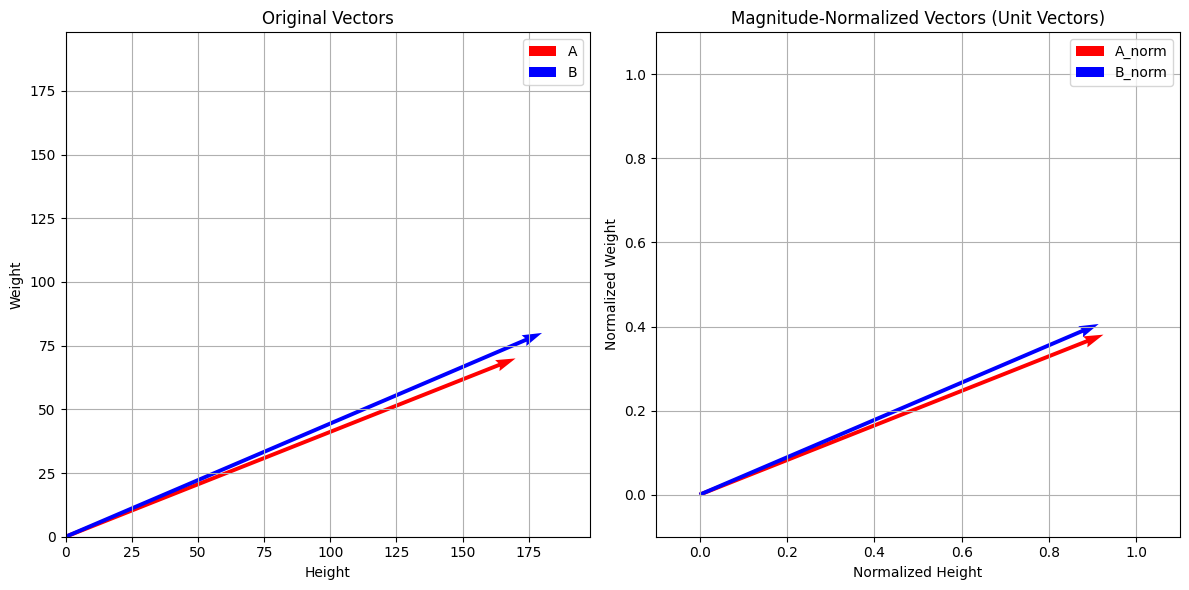 Original Vectors
A
B
175
150
125
100
75
50
25
0
0 25 50 75 100 125 150 175
Weight
Height
Magnitude-Normalized Vectors (Unit Vectors)
A_norm
B_norm
1.0
0.8
0.6
0.4
0.2
0.0
0.0 0.2 0.4 0.6 0.8 1.0
Normalized Weight
Normalized Height